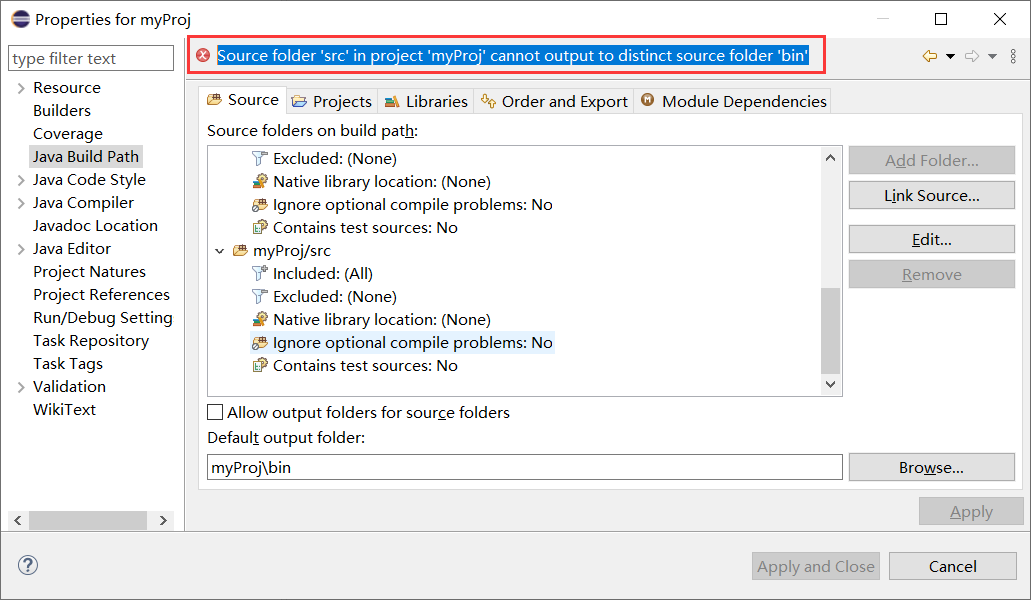 Properties for myProj
type filter text
Source folder 'src' in project 'myProj' cannot output to distinct source folder 'bin'
Resource
Builders
Coverage
Java Build Path
Java Code Style
Java Compiler
Javadoc Location
Java Editor
Project Natures
Project References
Run/Debug Setting
Task Repository
Task Tags
Validation
WikiText
Source
Projects
Libraries
Order and Export
Module Dependencies
Source folders on build path:
Excluded: (None)
Native library location: (None)
Ignore optional compile problems: No
Contains test sources: No
myProj/src
Included: (All)
Excluded: (None)
Native library location: (None)
Ignore optional compile problems: No
Contains test sources: No
Add Folder...
Link Source...
Edit...
Remove
Allow output folders for source folders
Default output folder:
myProj\bin
Browse...
Apply
Apply and Close
Cancel